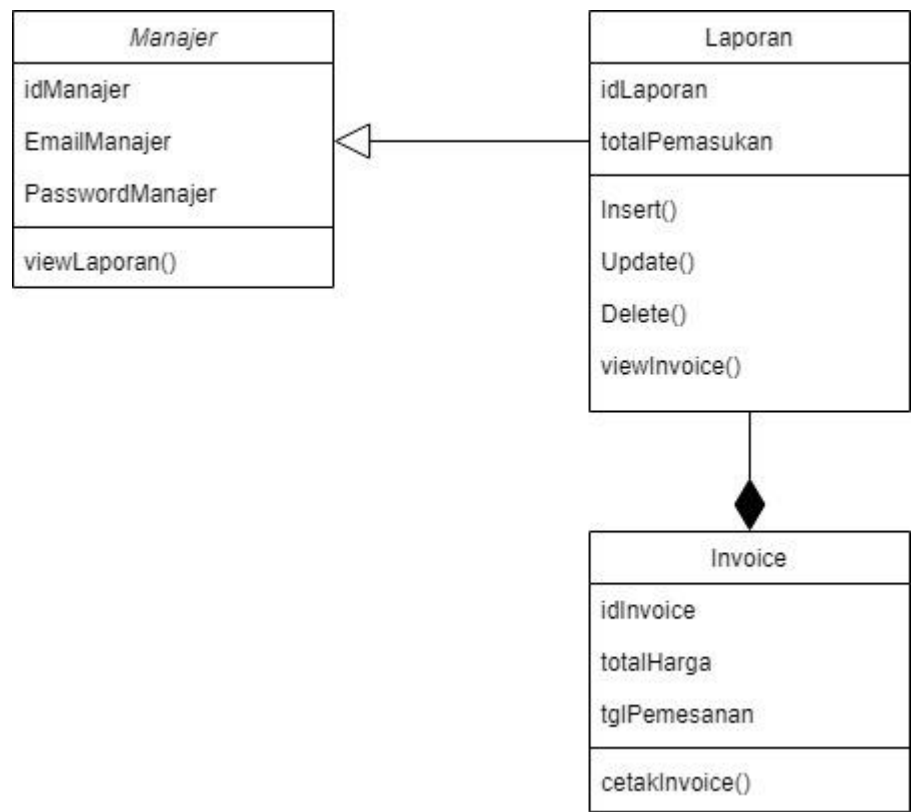 Manajer
idManajer
EmailManajer
PasswordManajer
viewLaporan()
Laporan
idLaporan
totalPemasukan
Insert()
Update()
Delete()
viewInvoice()
Invoice
idInvoice
totalHarga
tglPemesanan
cetakInvoice()